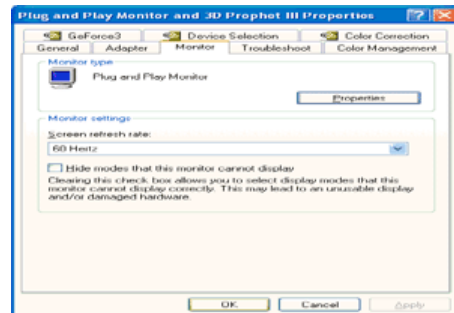 Plug and Play Monitor and 3D Prophet III Properties
GeForce3 Device Selection Color Correction
General Adapter Monitor Troubleshoot Color Management
Monitor type
Plug and Play Monitor
Properties
Monitor settings
Screen refresh rate:
60 Hertz
Hide modes that this monitor cannot display
Clearing this check box allows you to select display modes that this
monitor cannot display correctly. This may lead to an unusable display
and/or damaged hardware.
OK Cancel Apply